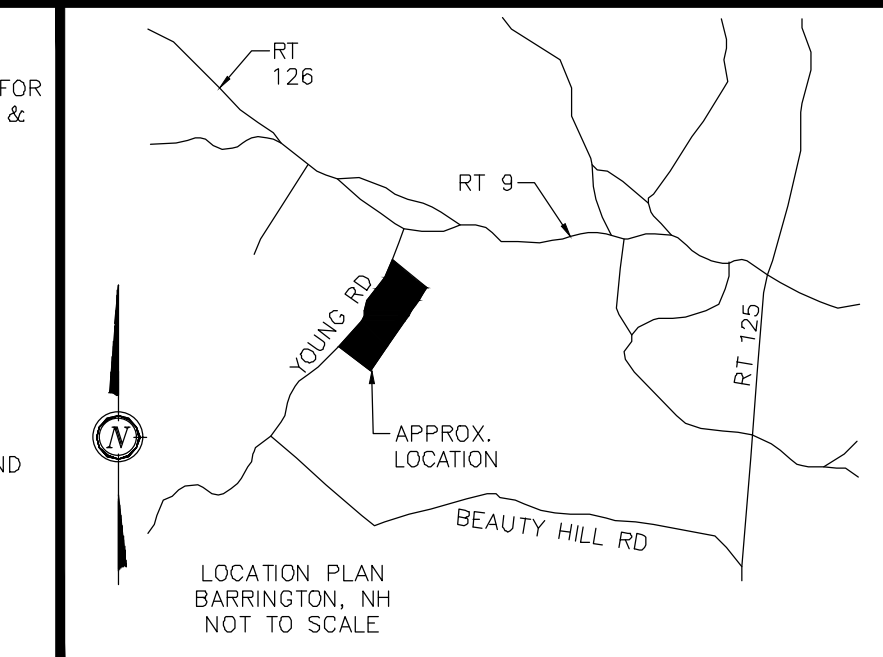 FOR
&
ND
RT
126
RT 9
YOUNG RD
RT 125
N
APPROX.
LOCATION
BEAUTY HILL RD
LOCATION PLAN
BARRINGTON, NH
NOT TO SCALE